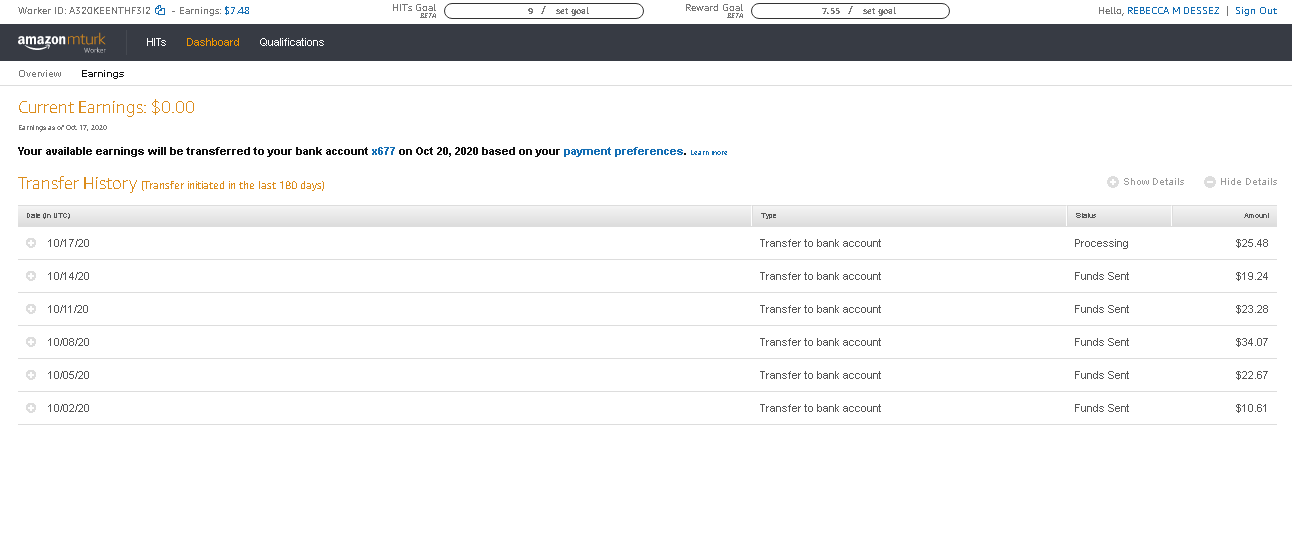 Worker ID: A320KEENTHF3I2 - Earnings: $7.48 HITs Goal BETA 9 / set goal Reward Goal BETA 7.55 / set goal Hello, REBECCA M DESSEZ | Sign Out
amazonmturk Worker HITs Dashboard Qualifications
Overview Earnings
Current Earnings: $0.00
Earnings as of Oct. 17, 2020
Your available earnings will be transferred to your bank account x677 on Oct 20, 2020 based on your payment preferences. Learn more
Transfer History (Transfer initiated in the last 180 days) Show Details Hide Details
Date (in UTC) Type Status Amount
10/17/20 Transfer to bank account Processing $25.48
10/14/20 Transfer to bank account Funds Sent $19.24
10/11/20 Transfer to bank account Funds Sent $23.28
10/08/20 Transfer to bank account Funds Sent $34.07
10/05/20 Transfer to bank account Funds Sent $22.67
10/02/20 Transfer to bank account Funds Sent $10.61